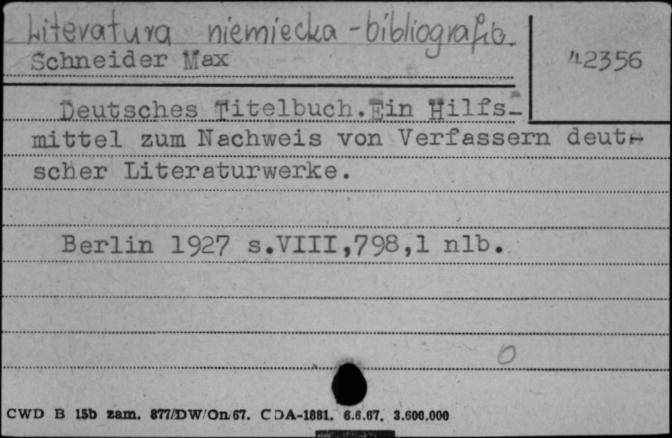 Literatura niemiecka - bibliografia.
Schneider Max
42356
Deutsches Titelbuch.Ein Hilfs-
mittel zum Nachweis von Verfassern deut-
scher Literaturwerke.
Berlin 1927 s.VIII,798,1 nlb.
0
CWD B 15b zam. 877/DW/On/67. CDA-1881. 6.6.67. 3.600.000